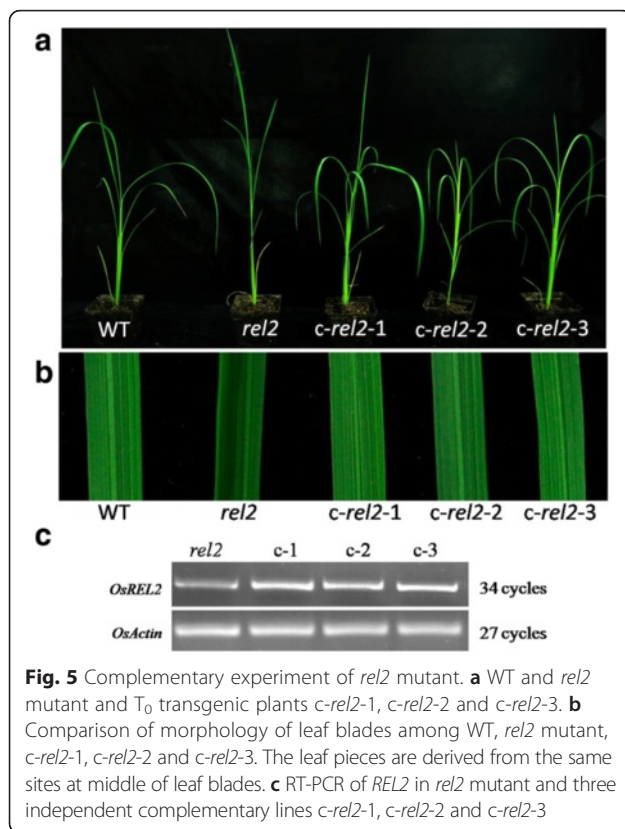 a
WT rel2 c-rel2-1 c-rel2-2 c-rel2-3
b
WT rel2 c-rel2-1 c-rel2-2 c-rel2-3
c
rel2 c-1 c-2 c-3
OsREL2 34 cycles
OsActin 27 cycles
Fig. 5 Complementary experiment of rel2 mutant. a WT and rel2
mutant and T₀ transgenic plants c-rel2-1, c-rel2-2 and c-rel2-3. b
Comparison of morphology of leaf blades among WT, rel2 mutant,
c-rel2-1, c-rel2-2 and c-rel2-3. The leaf pieces are derived from the same
sites at middle of leaf blades. c RT-PCR of REL2 in rel2 mutant and three
independent complementary lines c-rel2-1, c-rel2-2 and c-rel2-3